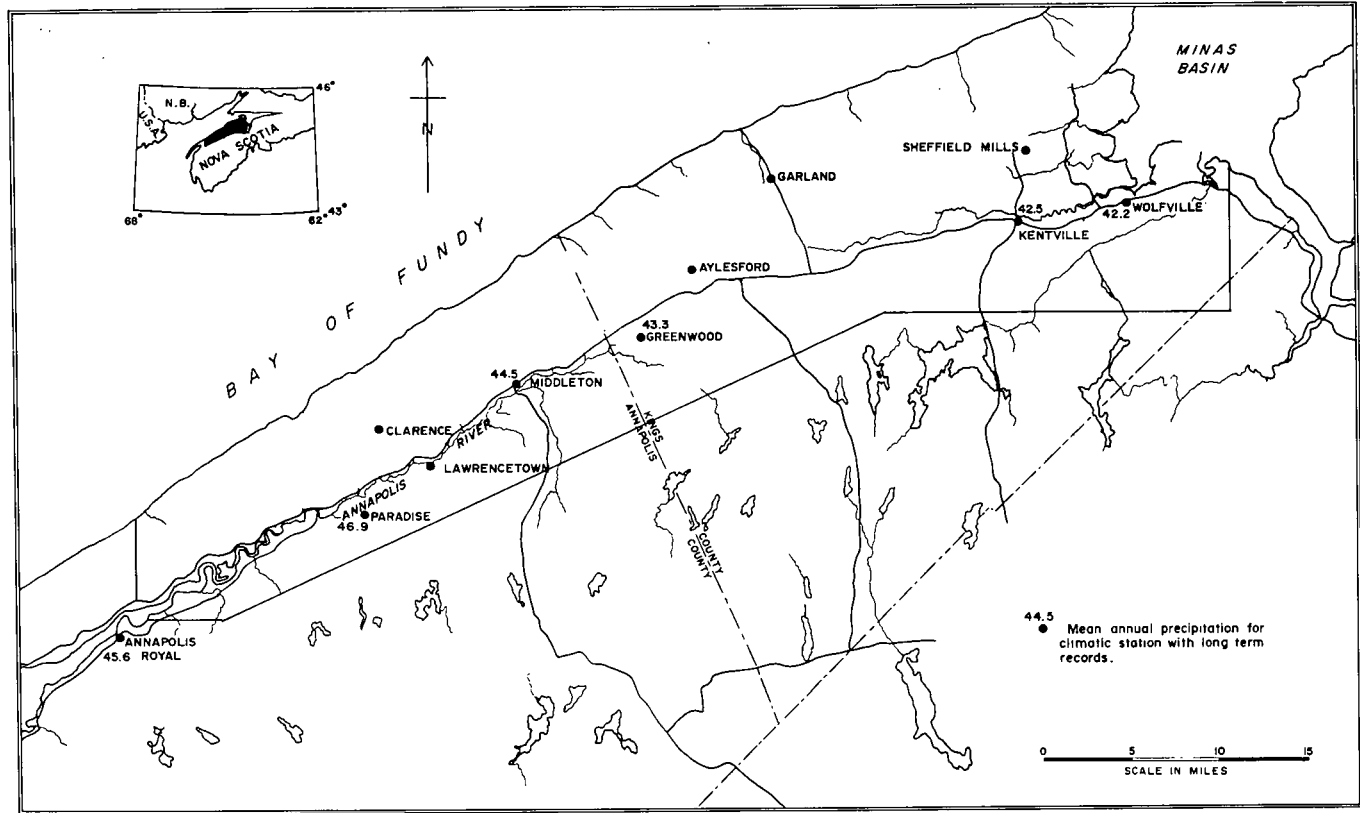 MINAS
BASIN
46°
N.B.
U.S.A.
NOVA SCOTIA
68°
62°
43°
N
SHEFFIELD MILLS
GARLAND
42.5
KENTVILLE
42.2
WOLFVILLE
BAY OF FUNDY
AYLESFORD
43.3
GREENWOOD
44.5
MIDDLETON
KINGS
ANNAPOLIS
COUNTY
COUNTY
CLARENCE
ANNAPOLIS RIVER
LAWRENCETOWN
PARADISE
46.9
ANNAPOLIS
ROYAL
45.6
44.5
Mean annual precipitation for
climatic station with long term
records.
0 5 10 15
SCALE IN MILES